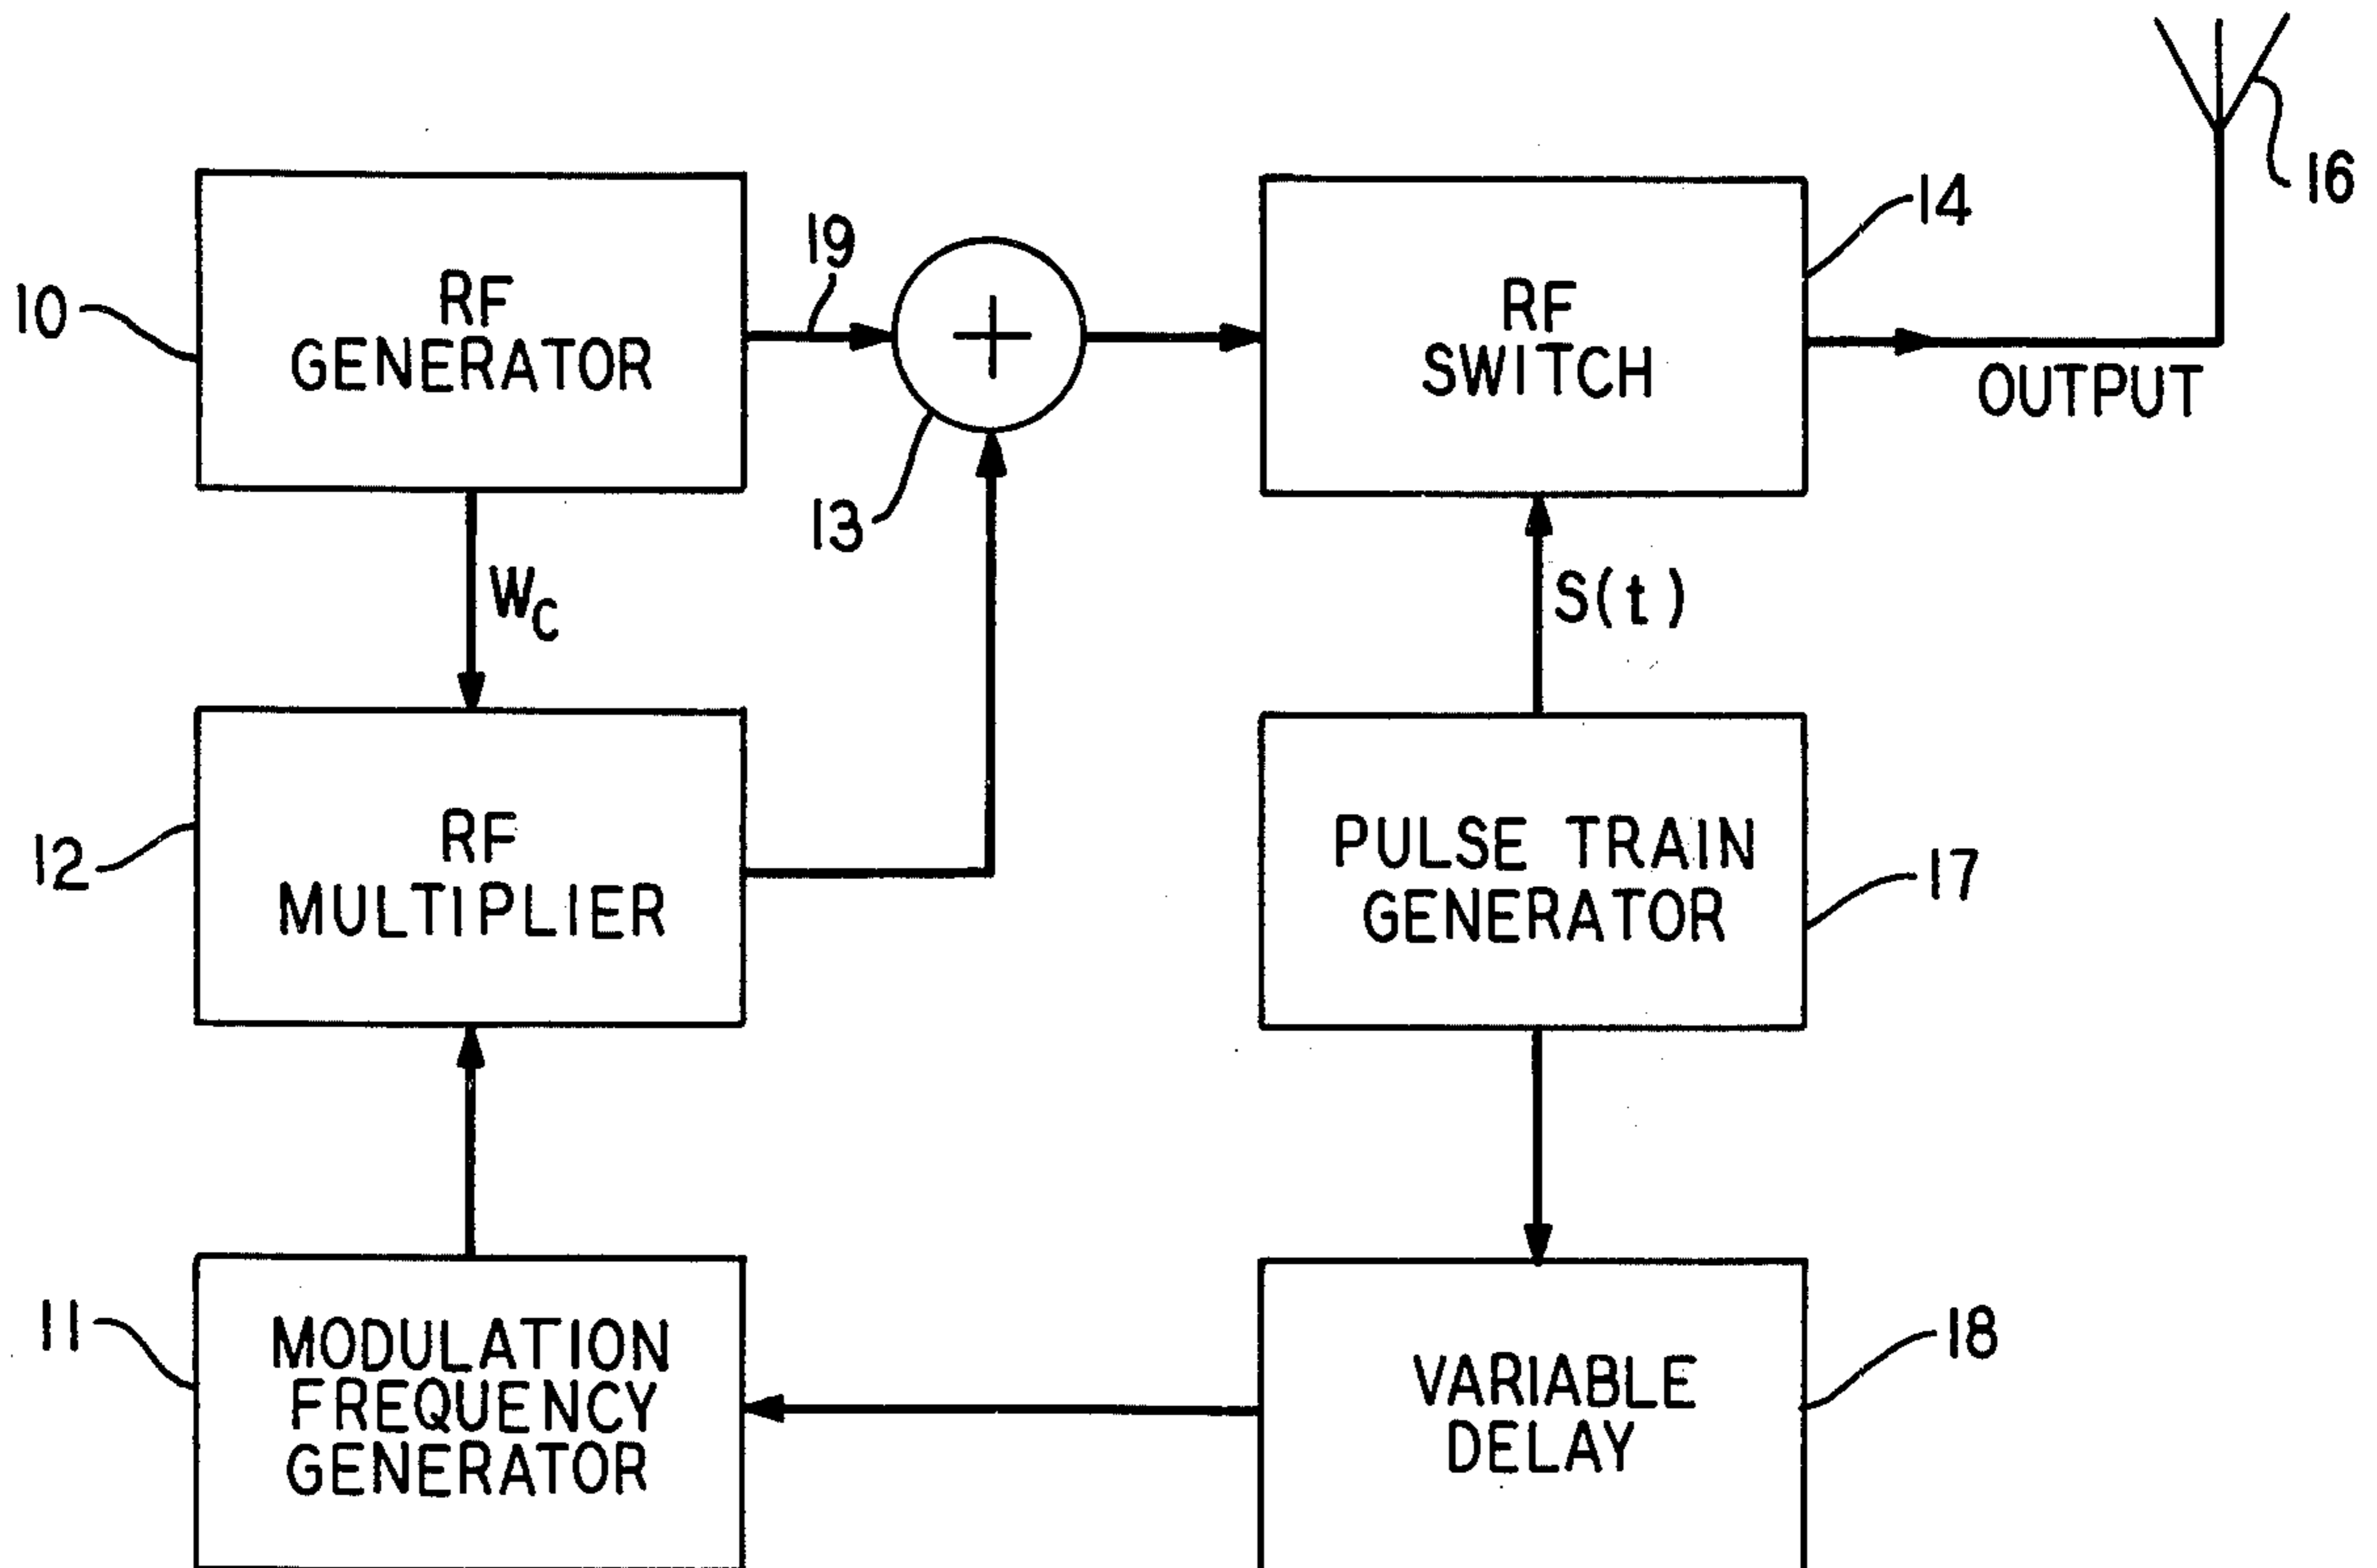 16
14
19
RF
GENERATOR
10
+
RF
SWITCH
OUTPUT
13
WC
S(t)
12
RF
MULTIPLIER
PULSE TRAIN
GENERATOR
17
11
MODULATION
FREQUENCY
GENERATOR
VARIABLE
DELAY
18